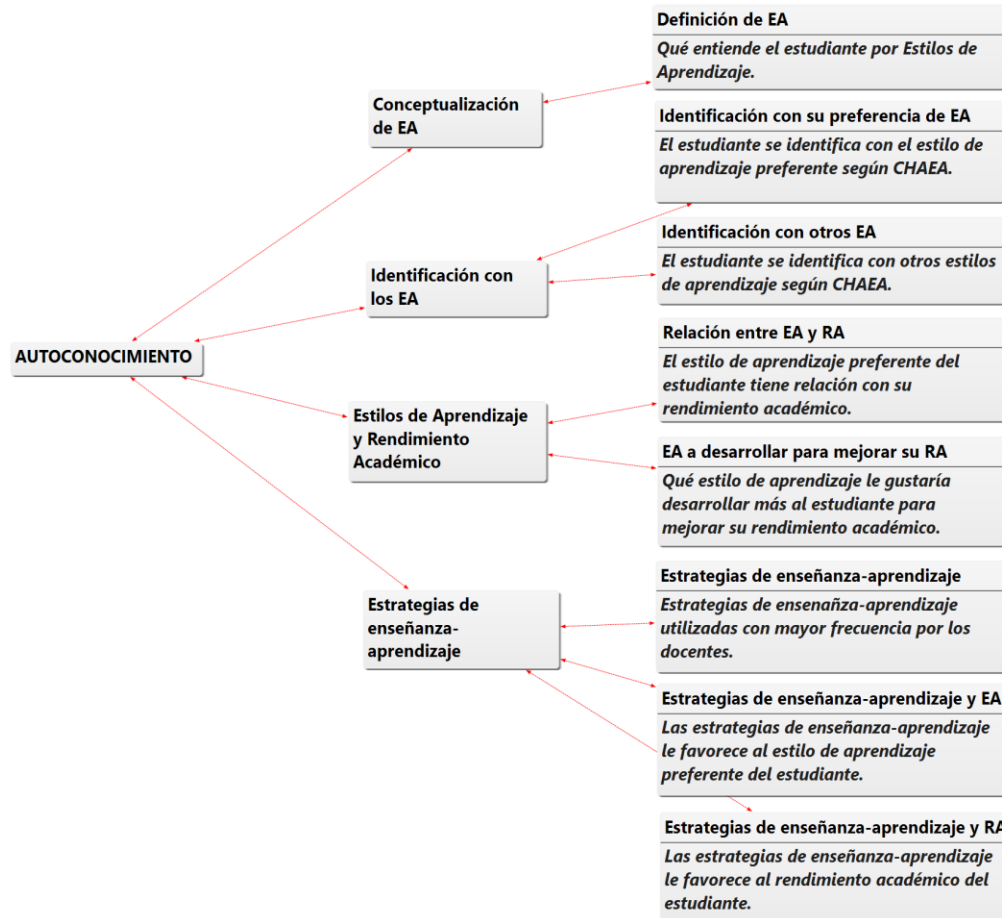 AUTOCONOCIMIENTO
Conceptualización
de EA
Definición de EA
Qué entiende el estudiante por Estilos de
Aprendizaje.
Identificación con
los EA
Identificación con su preferencia de EA
El estudiante se identifica con el estilo de
aprendizaje preferente según CHAEA.
Identificación con otros EA
El estudiante se identifica con otros estilos
de aprendizaje según CHAEA.
Estilos de Aprendizaje
y Rendimiento
Académico
Relación entre EA y RA
El estilo de aprendizaje preferente del
estudiante tiene relación con su
rendimiento académico.
EA a desarrollar para mejorar su RA
Qué estilo de aprendizaje le gustaría
desarrollar más al estudiante para
mejorar su rendimiento académico.
Estrategias de
enseñanza-
aprendizaje
Estrategias de enseñanza-aprendizaje
Estrategias de ensenañza-aprendizaje
utilizadas con mayor frecuencia por los
docentes.
Estrategias de enseñanza-aprendizaje y EA
Las estrategias de enseñanza-aprendizaje
le favorece al estilo de aprendizaje
preferente del estudiante.
Estrategias de enseñanza-aprendizaje y RA
Las estrategias de enseñanza-aprendizaje
le favorece al rendimiento académico del
estudiante.